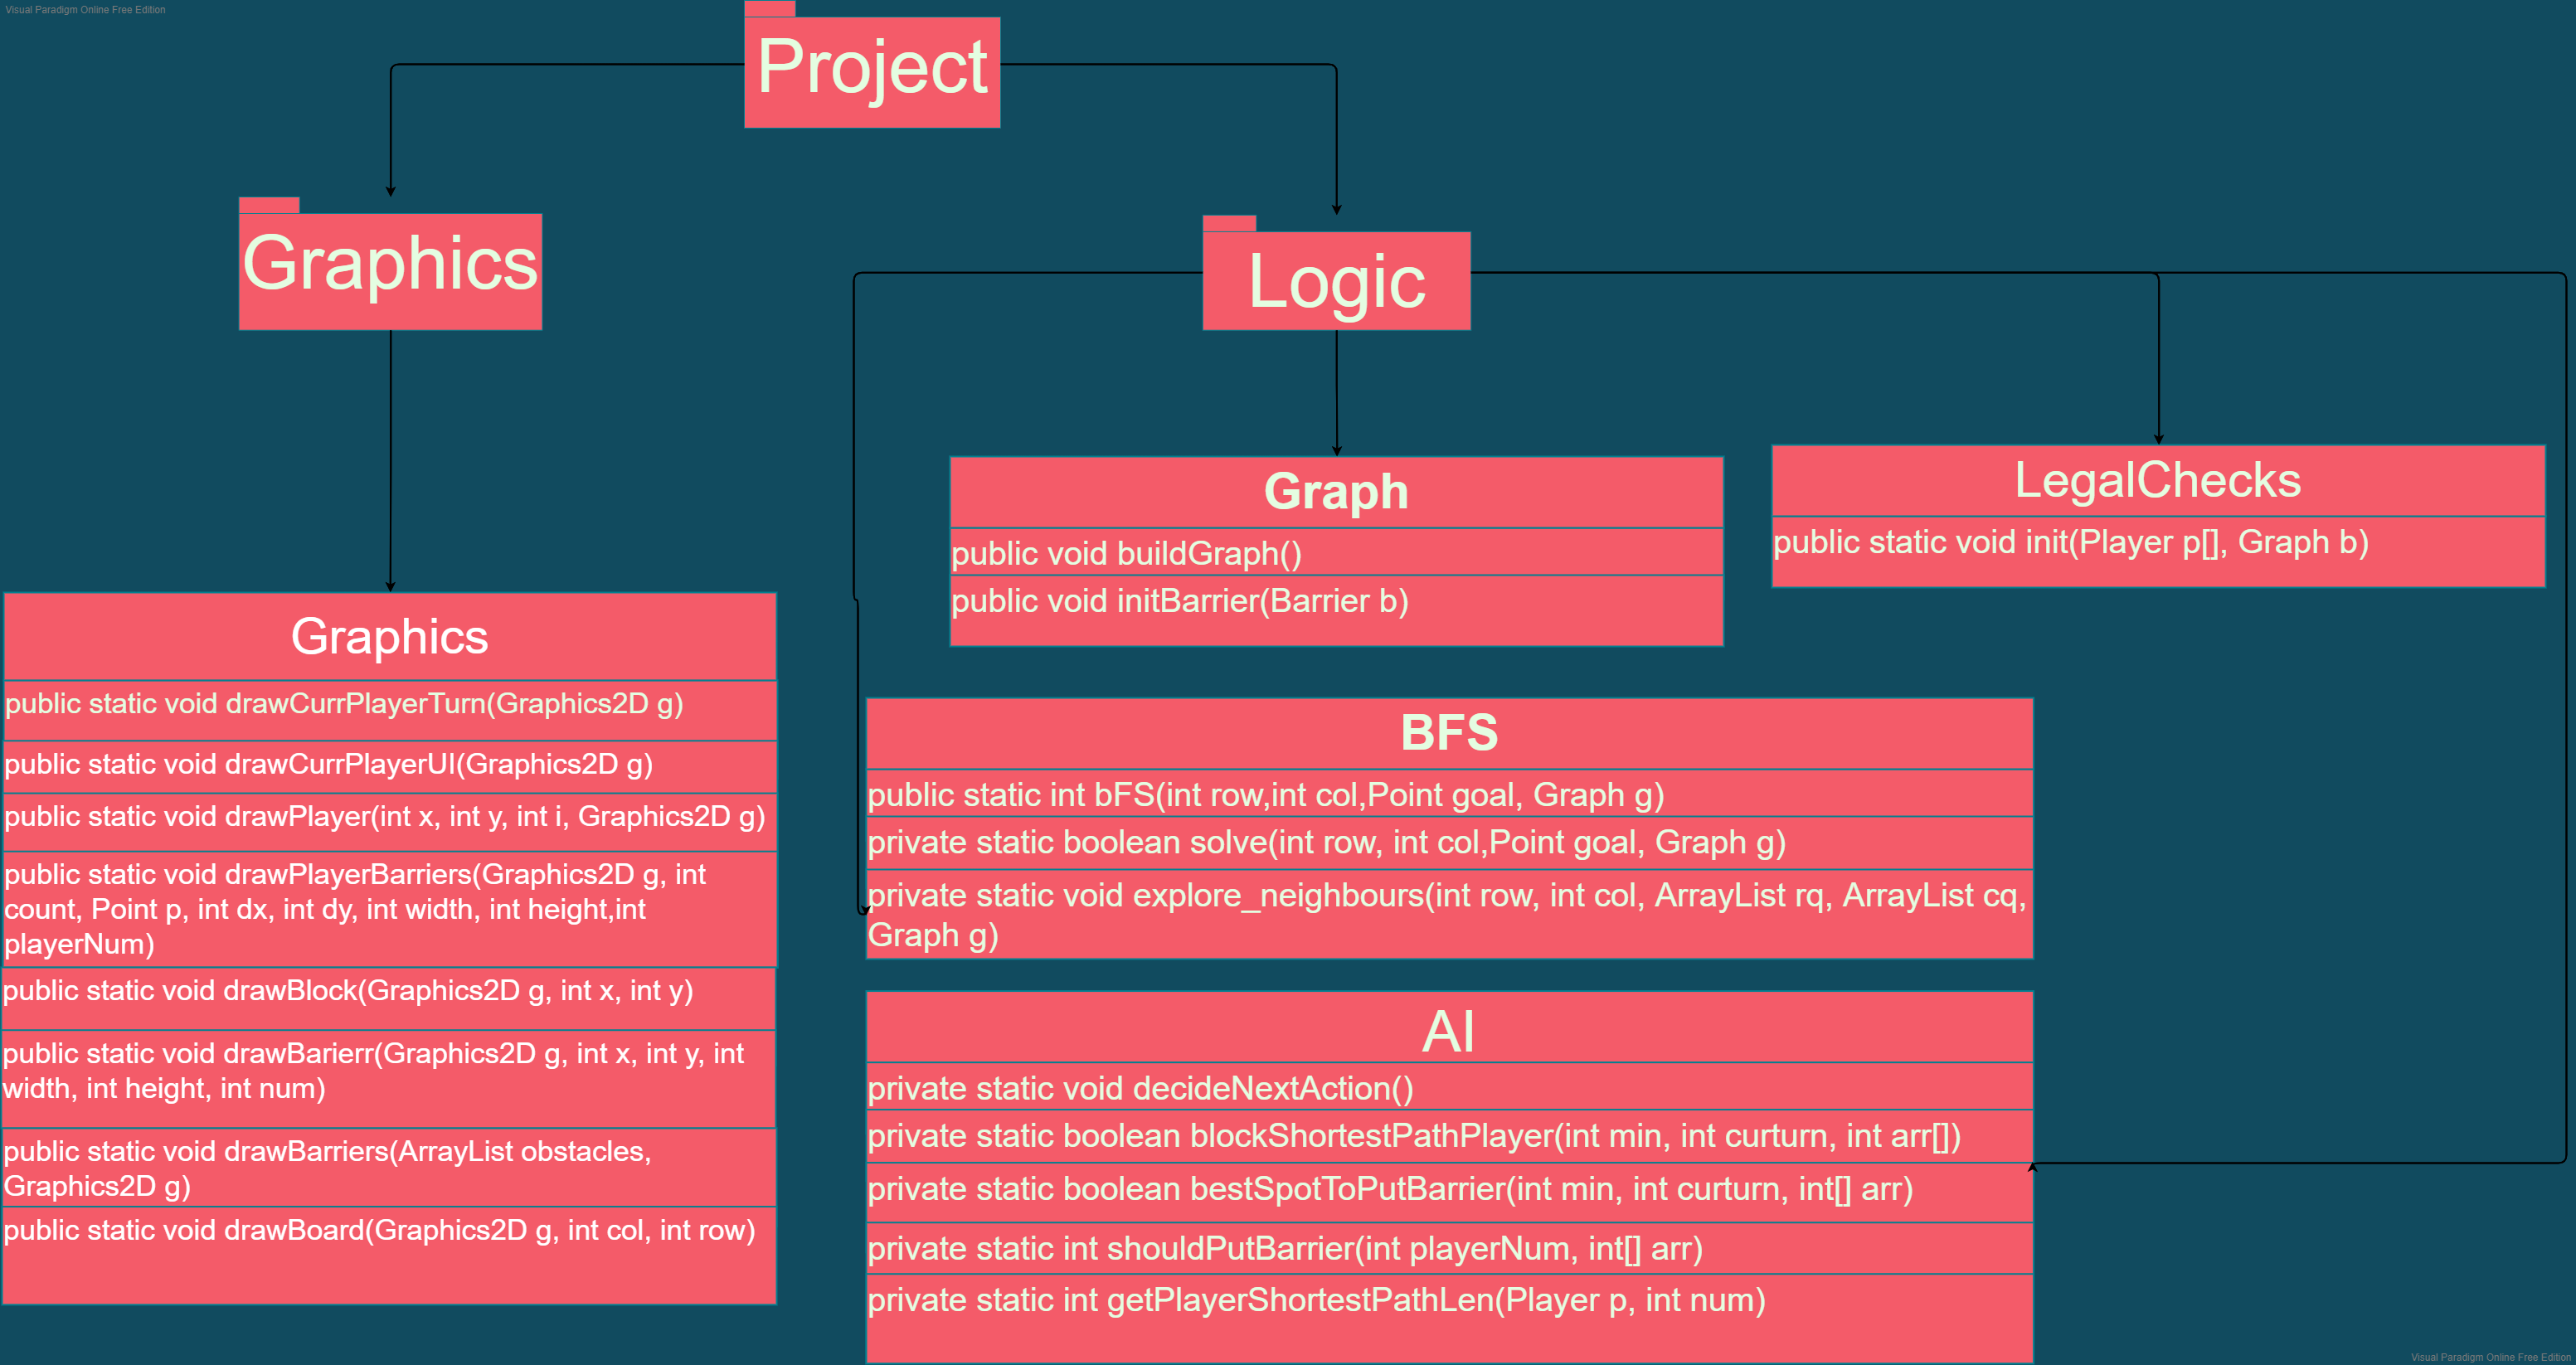 Visual Paradigm Online Free Edition
Project
Graphics
Logic
Graph
public void buildGraph()
public void initBarrier(Barrier b)
LegalChecks
public static void init(Player p[], Graph b)
Graphics
public static void drawCurrPlayerTurn(Graphics2D g)
public static void drawCurrPlayerUI(Graphics2D g)
public static void drawPlayer(int x, int y, int i, Graphics2D g)
public static void drawPlayerBarriers(Graphics2D g, int
count, Point p, int dx, int dy, int width, int height,int
playerNum)
public static void drawBlock(Graphics2D g, int x, int y)
public static void drawBarierr(Graphics2D g, int x, int y, int
width, int height, int num)
public static void drawBarriers(ArrayList obstacles,
Graphics2D g)
public static void drawBoard(Graphics2D g, int col, int row)
BFS
public static int bFS(int row,int col,Point goal, Graph g)
private static boolean solve(int row, int col,Point goal, Graph g)
private static void explore_neighbours(int row, int col, ArrayList rq, ArrayList cq,
Graph g)
AI
private static void decideNextAction()
private static boolean blockShortestPathPlayer(int min, int curturn, int arr[])
private static boolean bestSpotToPutBarrier(int min, int curturn, int[] arr)
private static int shouldPutBarrier(int playerNum, int[] arr)
private static int getPlayerShortestPathLen(Player p, int num)
Visual Paradigm Online Free Edition